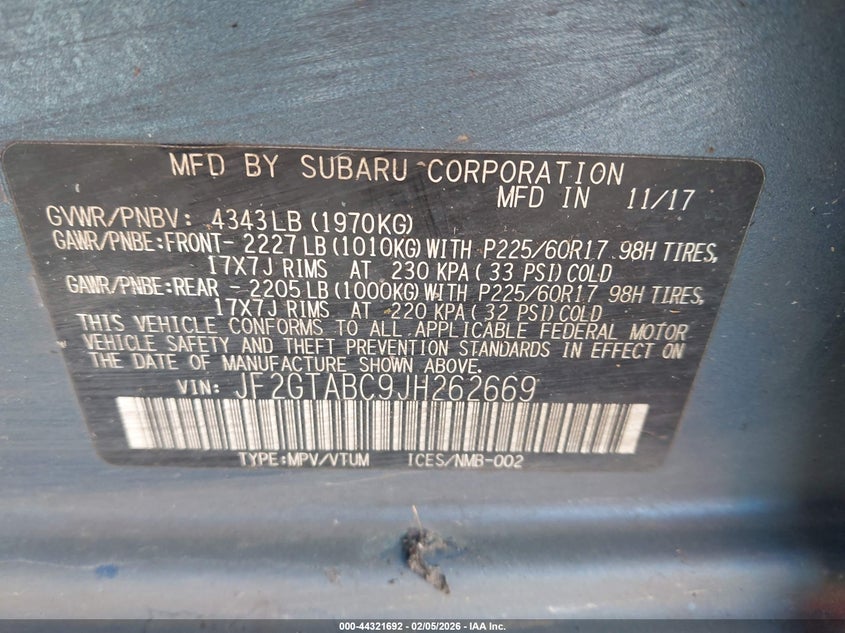 MFD BY SUBARU CORPORATION
MFD IN 11/17
GVWR/PNBV: 4343LB (1970KG)
GAWR/PNBE:FRONT- 2227LB(1010KG)WITH P225/60R17 98H TIRES,
17X7J RIMS AT 230 KPA( 33 PSI)COLD
GAWR/PNBE:REAR - 2205LB(1000KG)WITH P225/60R17 98H TIRES,
17X7J RIMS AT 220 KPA( 32 PSI)COLD
THIS VEHICLE CONFORMS TO ALL APPLICABLE FEDERAL MOTOR
VEHICLE SAFETY AND THEFT PREVENTION STANDARDS IN EFFECT ON
THE DATE OF MANUFACTURE SHOWN ABOVE.
VIN: JF2GTABC9JH262669
TYPE:MPV/VTUM ICES/NMB-002
000-44321692 - 02/05/2026 - IAA Inc.